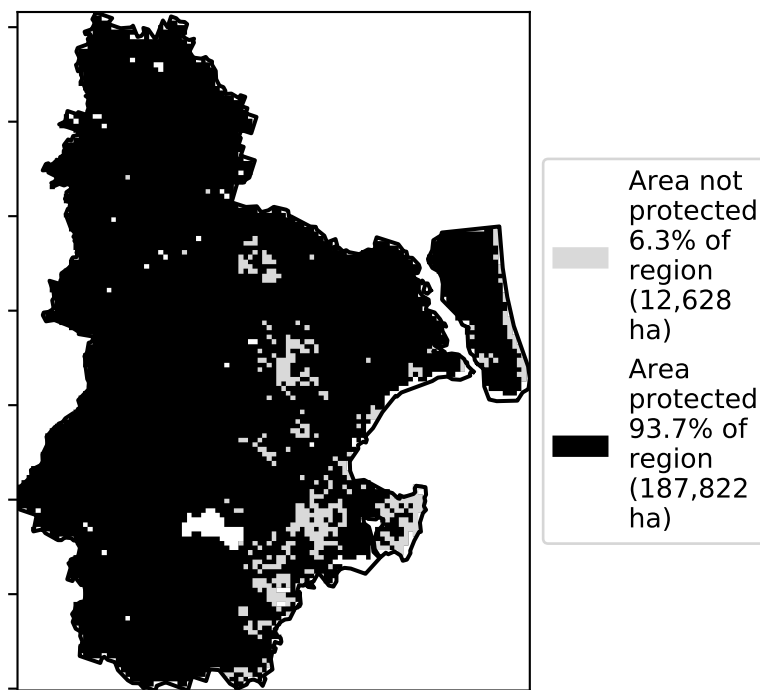 Area not
protected
6.3% of
region
(12,628
ha)
Area
protected
93.7% of
region
(187,822
ha)